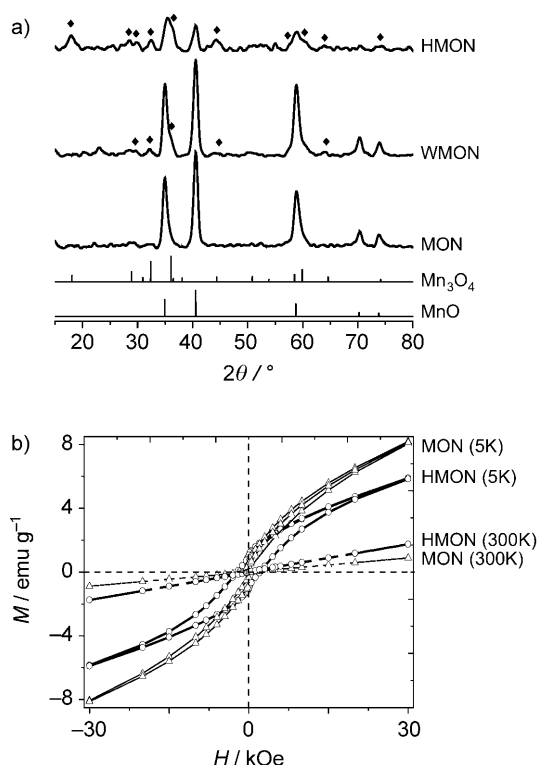 a)
HMON
WMON
MON
Mn₃O₄
MnO
20 30 40 50 60 70 80
2θ / °
b)
8
4
0
−4
−8
M / emu g⁻¹
MON (5K)
HMON (5K)
HMON (300K)
MON (300K)
−30 0 30
H / kOe